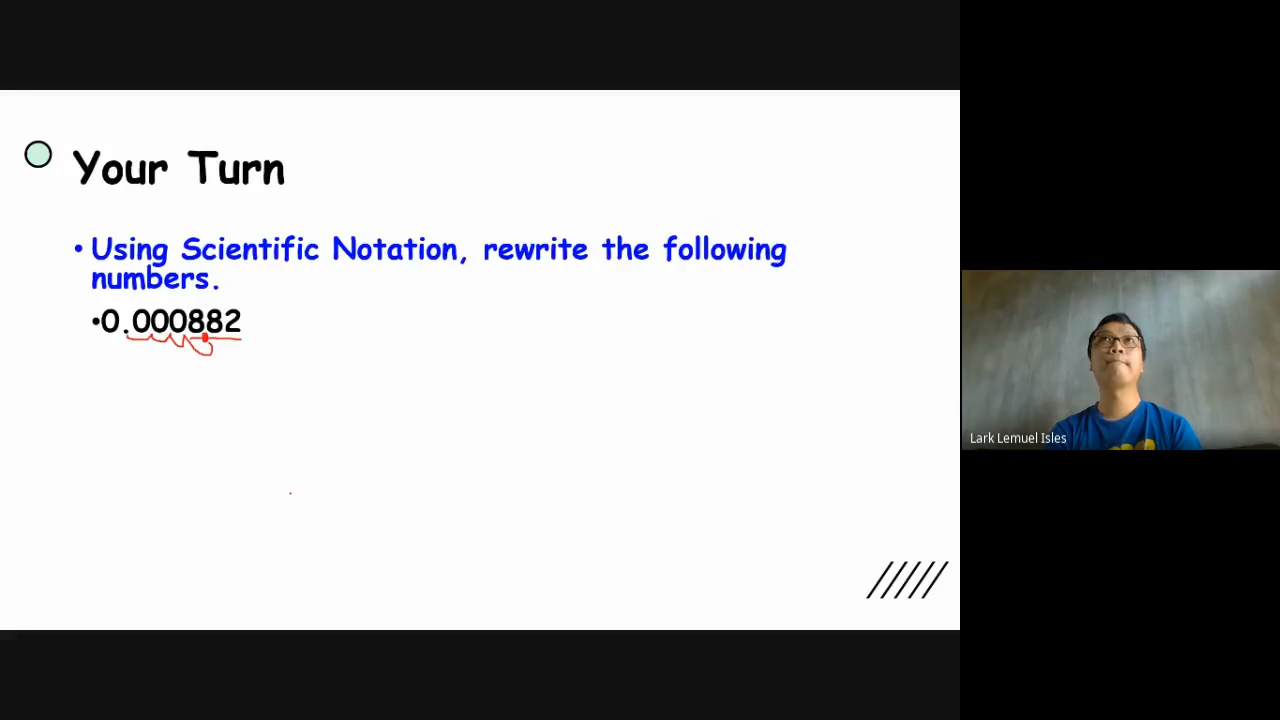 Your Turn
• Using Scientific Notation, rewrite the following
numbers.
•0.000882
Lark Lemuel Isles